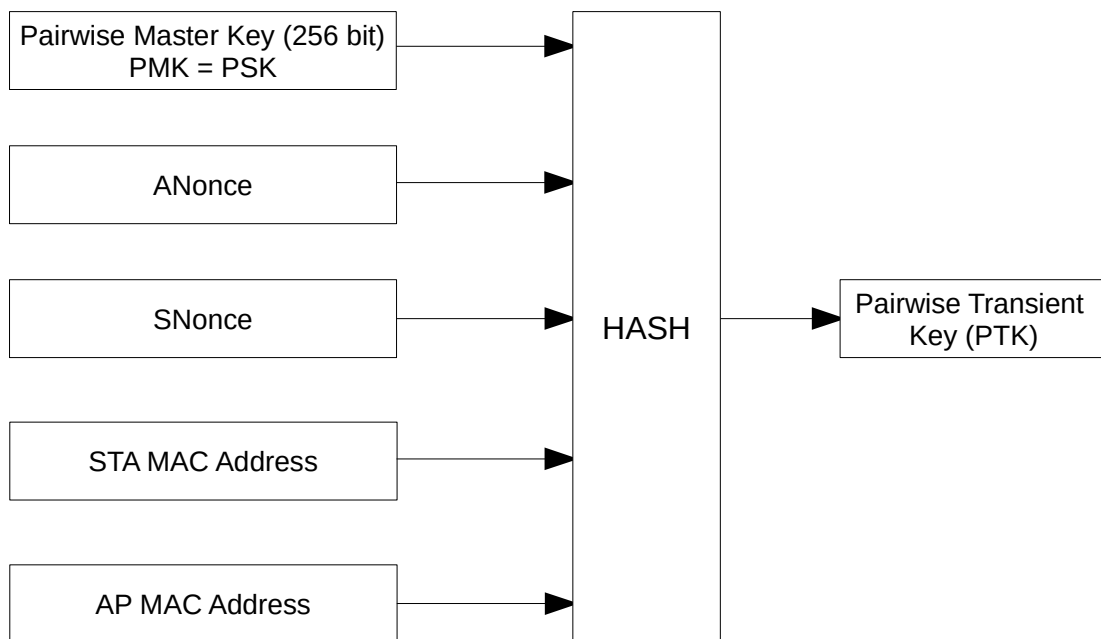 Pairwise Master Key (256 bit)
PMK = PSK
ANonce
SNonce
STA MAC Address
AP MAC Address
HASH
Pairwise Transient
Key (PTK)